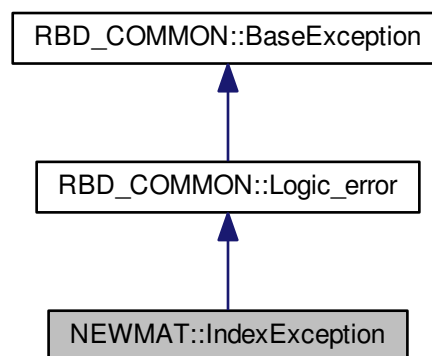 RBD_COMMON::BaseException
RBD_COMMON::Logic_error
NEWMAT::IndexException